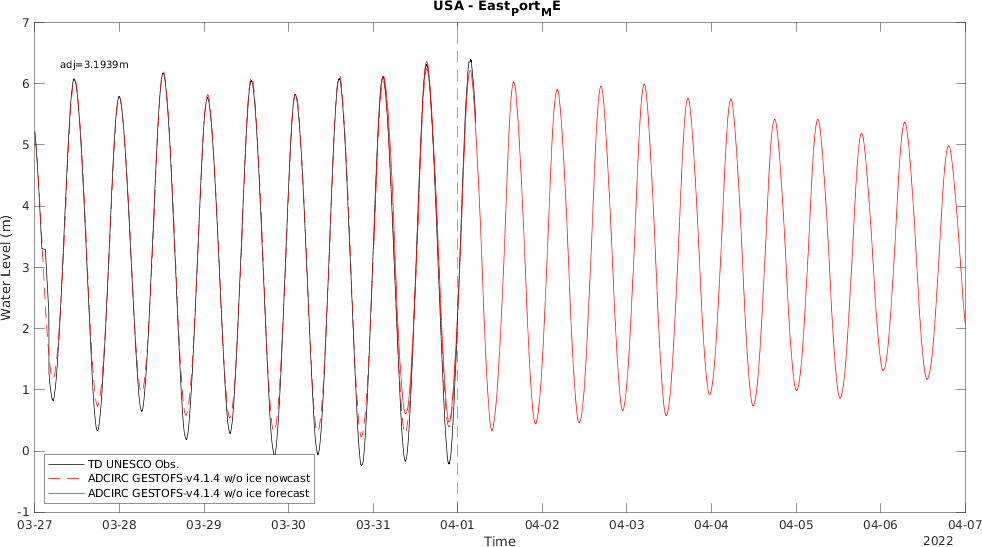 USA - EastPortME
adj=3.1939m
7
6
5
4
3
2
1
0
-1
Water Level (m)
TD UNESCO Obs.
ADCIRC GESTOFS-v4.1.4 w/o ice nowcast
ADCIRC GESTOFS-v4.1.4 w/o ice forecast
03-27 03-28 03-29 03-30 03-31 04-01 04-02 04-03 04-04 04-05 04-06 04-07
Time
2022